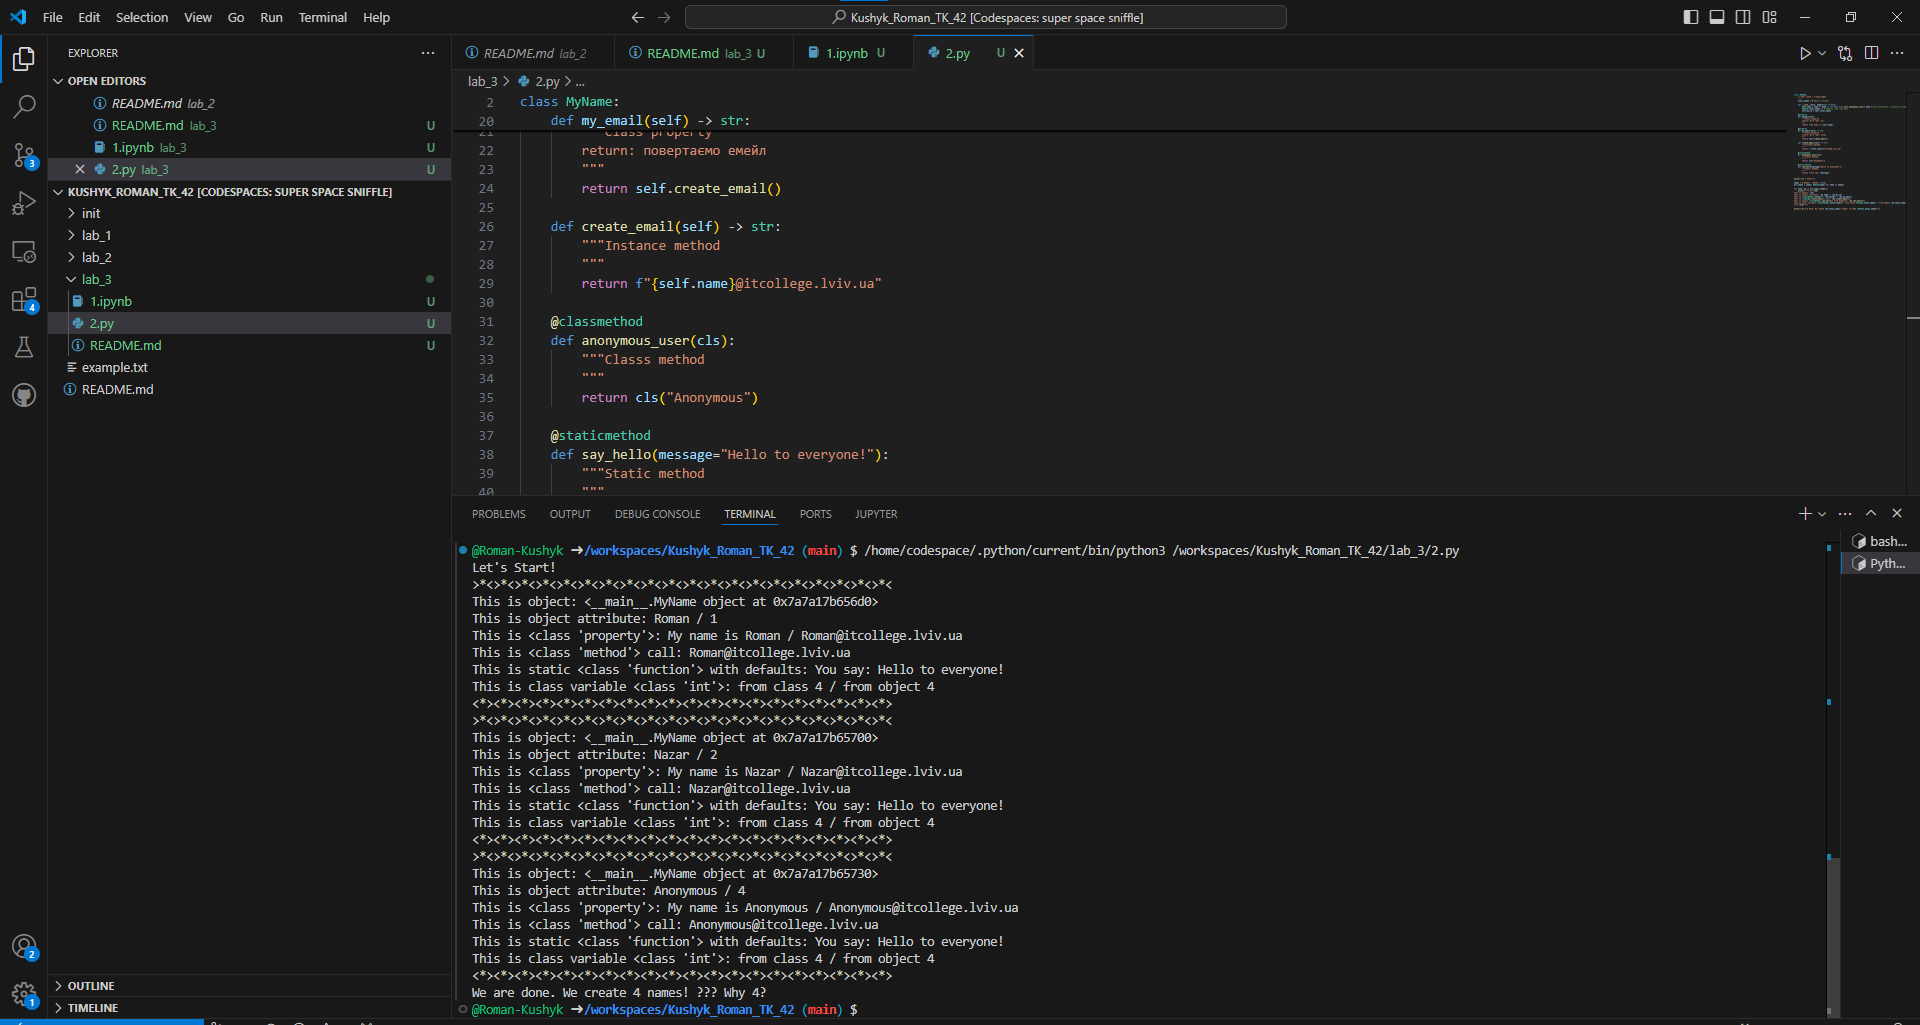 File Edit Selection View Go Run Terminal Help
Kushyk_Roman_TK_42 [Codespaces: super space sniffle]
EXPLORER
OPEN EDITORS
README.md lab_2
README.md lab_3 U
1.ipynb lab_3 U
2.py lab_3 U
KUSHYK_ROMAN_TK_42 [CODESPACES: SUPER SPACE SNIFFLE]
init
lab_1
lab_2
lab_3
1.ipynb U
2.py U
README.md U
example.txt
README.md
OUTLINE
TIMELINE
3
4
2
1
README.md lab_2
README.md lab_3 U
1.ipynb U
2.py U
lab_3 > 2.py > ...
2 class MyName:
20 def my_email(self) -> str:
21 """Class property
22 return: повертаємо емейл
23 """
24 return self.create_email()
25
26 def create_email(self) -> str:
27 """Instance method
28 """
29 return f"{self.name}@itcollege.lviv.ua"
30
31 @classmethod
32 def anonymous_user(cls):
33 """Classs method
34 """
35 return cls("Anonymous")
36
37 @staticmethod
38 def say_hello(message="Hello to everyone!"):
39 """Static method
40 """
PROBLEMS OUTPUT DEBUG CONSOLE TERMINAL PORTS JUPYTER
bash...
Pyth...
@Roman-Kushyk ➜/workspaces/Kushyk_Roman_TK_42 (main) $ /home/codespace/.python/current/bin/python3 /workspaces/Kushyk_Roman_TK_42/lab_3/2.py
Let's Start!
>*<>*<>*<>*<>*<>*<>*<>*<>*<>*<>*<>*<>*<>*<>*<>*<>*<>*<>*<>*<
This is object: <__main__.MyName object at 0x7a7a17b656d0>
This is object attribute: Roman / 1
This is <class 'property'>: My name is Roman / Roman@itcollege.lviv.ua
This is <class 'method'> call: Roman@itcollege.lviv.ua
This is static <class 'function'> with defaults: You say: Hello to everyone!
This is class variable <class 'int'>: from class 4 / from object 4
<*><*><*><*><*><*><*><*><*><*><*><*><*><*><*><*><*><*><*><*>
>*<>*<>*<>*<>*<>*<>*<>*<>*<>*<>*<>*<>*<>*<>*<>*<>*<>*<>*<>*<
This is object: <__main__.MyName object at 0x7a7a17b65700>
This is object attribute: Nazar / 2
This is <class 'property'>: My name is Nazar / Nazar@itcollege.lviv.ua
This is <class 'method'> call: Nazar@itcollege.lviv.ua
This is static <class 'function'> with defaults: You say: Hello to everyone!
This is class variable <class 'int'>: from class 4 / from object 4
<*><*><*><*><*><*><*><*><*><*><*><*><*><*><*><*><*><*><*><*>
>*<>*<>*<>*<>*<>*<>*<>*<>*<>*<>*<>*<>*<>*<>*<>*<>*<>*<>*<>*<
This is object: <__main__.MyName object at 0x7a7a17b65730>
This is object attribute: Anonymous / 4
This is <class 'property'>: My name is Anonymous / Anonymous@itcollege.lviv.ua
This is <class 'method'> call: Anonymous@itcollege.lviv.ua
This is static <class 'function'> with defaults: You say: Hello to everyone!
This is class variable <class 'int'>: from class 4 / from object 4
<*><*><*><*><*><*><*><*><*><*><*><*><*><*><*><*><*><*><*><*>
We are done. We create 4 names! ??? Why 4?
@Roman-Kushyk ➜/workspaces/Kushyk_Roman_TK_42 (main) $